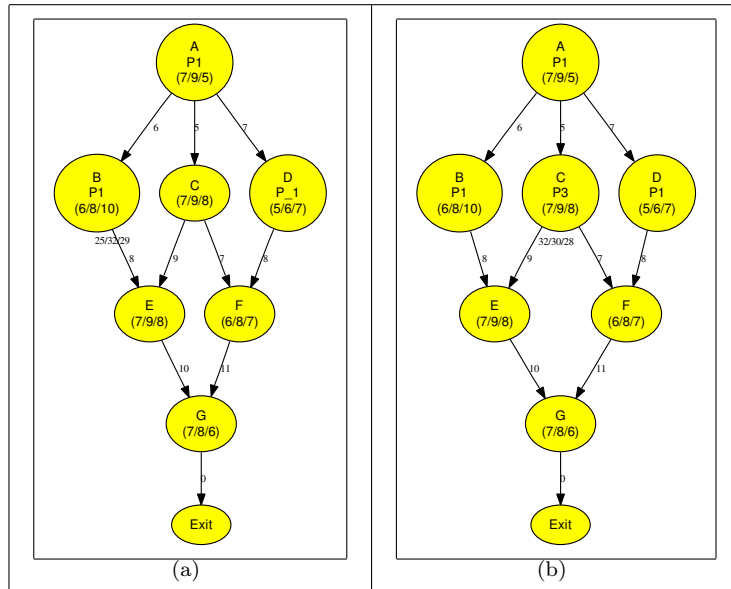 A
P1
(7/9/5)
6
5
7
B
P1
(6/8/10)
C
(7/9/8)
D
P_1
(5/6/7)
25/32/29
8
9
7
8
E
(7/9/8)
F
(6/8/7)
10
11
G
(7/8/6)
0
Exit
(a)
A
P1
(7/9/5)
6
5
7
B
P1
(6/8/10)
C
P3
(7/9/8)
D
P1
(5/6/7)
32/30/28
8
9
7
8
E
(7/9/8)
F
(6/8/7)
10
11
G
(7/8/6)
0
Exit
(b)